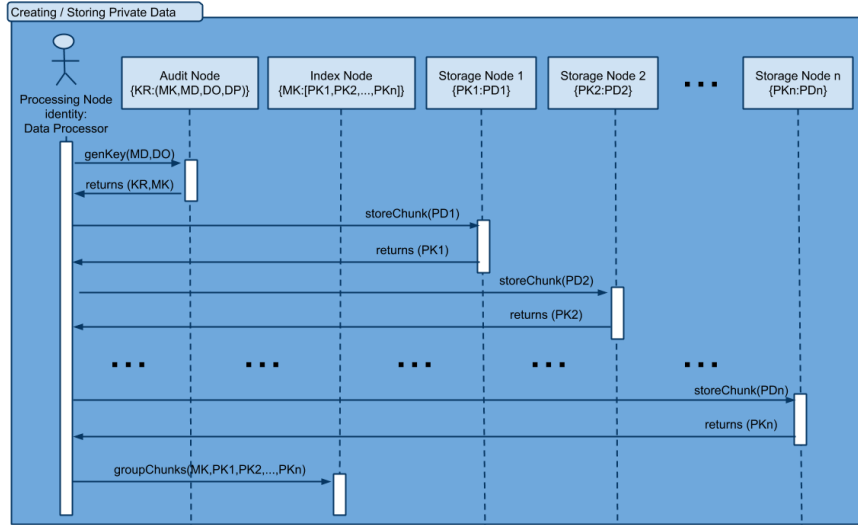 Creating / Storing Private Data
Processing Node
identity:
Data Processor
Audit Node
{KR:(MK,MD,DO,DP)}
Index Node
{MK:[PK1,PK2,...,PKn]}
Storage Node 1
{PK1:PD1}
Storage Node 2
{PK2:PD2}
...
Storage Node n
{PKn:PDn}
genKey(MD,DO)
returns (KR,MK)
storeChunk(PD1)
returns (PK1)
storeChunk(PD2)
returns (PK2)
... ... ... ... ...
storeChunk(PDn)
returns (PKn)
groupChunks(MK,PK1,PK2,...,PKn)